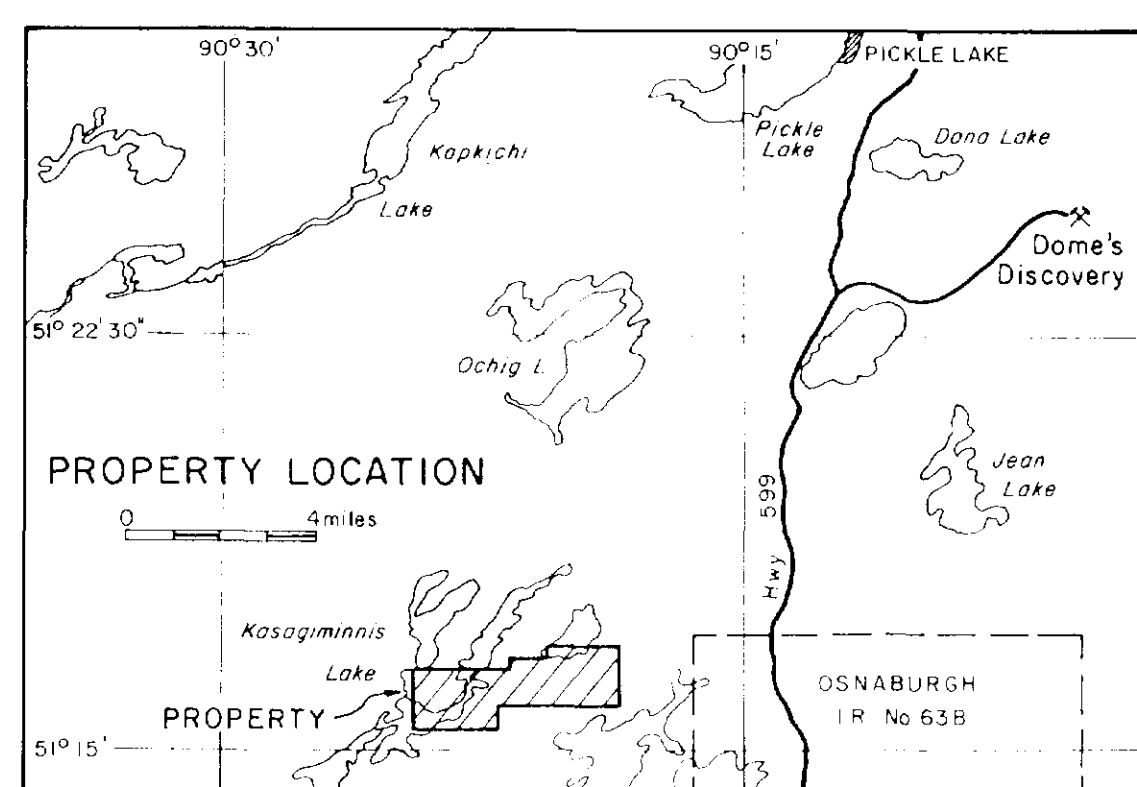 90° 30'
90° 15'
PICKLE LAKE
Pickle
Lake
Dona Lake
Kapkichi
Lake
Dome's
Discovery
51° 22' 30"
Ochig L.
PROPERTY LOCATION
0 4 miles
Jean
Lake
Hwy 599
Kasagiminnis
Lake
PROPERTY
OSNABURGH
I R No 63B
51° 15'